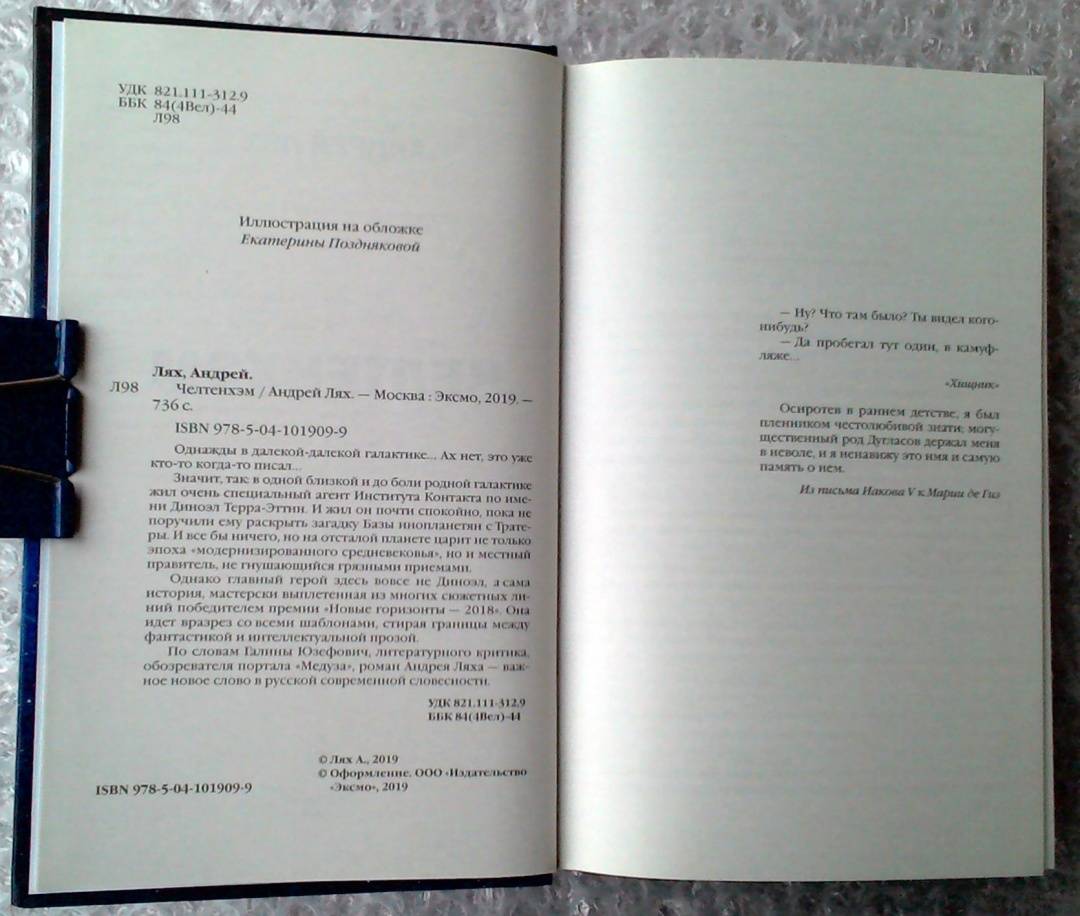 УДК 821.111-312.9
ББК 84(4Вел)-44
Л98
Иллюстрация на обложке
Екатерины Поздняковой
Лях, Андрей.
Л98 Челтенхэм / Андрей Лях. — Москва : Эксмо, 2019. —
736 с.
ISBN 978-5-04-101909-9
Однажды в далекой-далекой галактике... Ах нет, это уже
кто-то когда-то писал...
Значит, так: в одной близкой и до боли родной галактике
жил очень специальный агент Института Контакта по име-
ни Диноэл Терра-Эттин. И жил он почти спокойно, пока не
поручили ему раскрыть загадку Базы инопланетян с Трате-
ры. И все бы ничего, но на отсталой планете царит не только
эпоха «модернизированного средневековья», но и местный
правитель, не гнушающийся грязными приемами.
Однако главный герой здесь вовсе не Диноэл, а сама
история, мастерски выплетенная из многих сюжетных ли-
ний победителем премии «Новые горизонты — 2018». Она
идет вразрез со всеми шаблонами, стирая границы между
фантастикой и интеллектуальной прозой.
По словам Галины Юзефович, литературного критика,
обозревателя портала «Медуза», роман Андрея Ляха — важ-
ное новое слово в русской современной словесности.
УДК 821.111-312.9
ББК 84(4Вел)-44
© Лях А., 2019
© Оформление. ООО «Издательство
«Эксмо», 2019
ISBN 978-5-04-101909-9
— Ну? Что там было? Ты видел кого-
нибудь?
— Да пробегал тут один, в камуф-
ляже...
«Хищник»
Осиротев в раннем детстве, я был
пленником честолюбивой знати; могу-
щественный род Дугласов держал меня
в неволе, и я ненавижу это имя и самую
память о нем.
Из письма Иакова V к Марии де Гиз